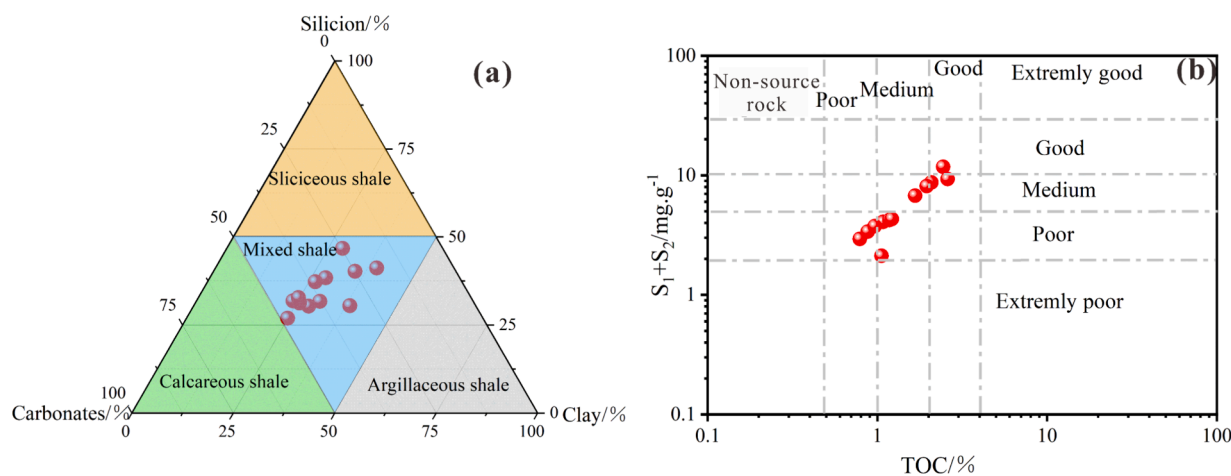 Silicion/%
0
100
(a)
25
75
Sliciceous shale
50
50
Mixed shale
75
25
Calcareous shale
Argillaceous shale
100
Carbonates/%
0 Clay/%
0
25
50
75
100
100
10
1
0.1
S₁+S₂/mg.g⁻¹
Non-source
rock
Poor
Medium
Good
Extremly good
(b)
Good
Medium
Poor
Extremly poor
0.1
1
10
100
TOC/%